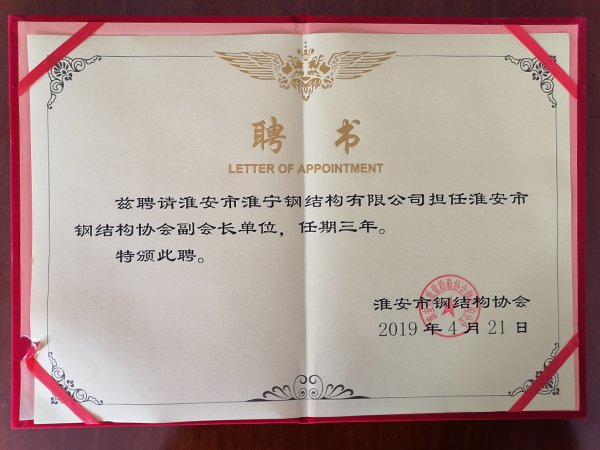 聘书
LETTER OF APPOINTMENT
兹聘请淮安市淮宁钢结构有限公司担任淮安市
钢结构协会副会长单位，任期三年。
特颁此聘。
淮安市钢结构协会
2019年4月21日